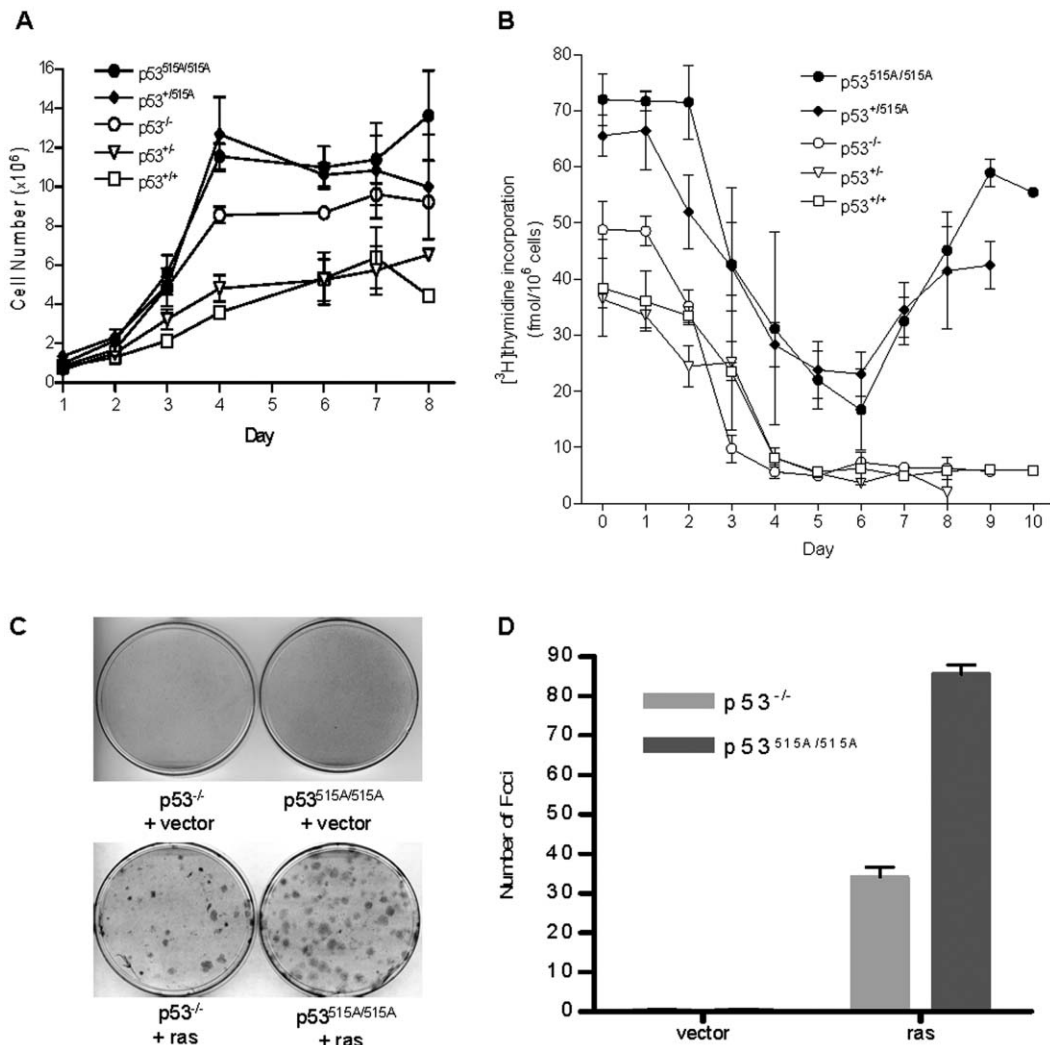 A
Cell Number (x10⁶)
16
14
12
10
8
6
4
2
0
p53⁵¹⁵ᴬ/⁵¹⁵ᴬ
p53⁺/⁵¹⁵ᴬ
p53⁻/⁻
p53⁺/⁻
p53⁺/⁺
1 2 3 4 6 7 8
Day
B
[³H]thymidine incorporation
(fmol/10⁶ cells)
80
70
60
50
40
30
20
10
0
p53⁵¹⁵ᴬ/⁵¹⁵ᴬ
p53⁺/⁵¹⁵ᴬ
p53⁻/⁻
p53⁺/⁻
p53⁺/⁺
0 1 2 3 4 5 6 7 8 9 10
Day
C
p53⁻/⁻
+ vector
p53⁵¹⁵ᴬ/⁵¹⁵ᴬ
+ vector
p53⁻/⁻
+ ras
p53⁵¹⁵ᴬ/⁵¹⁵ᴬ
+ ras
D
Number of Foci
90
80
70
60
50
40
30
20
10
0
p53⁻/⁻
p53⁵¹⁵ᴬ/⁵¹⁵ᴬ
vector ras